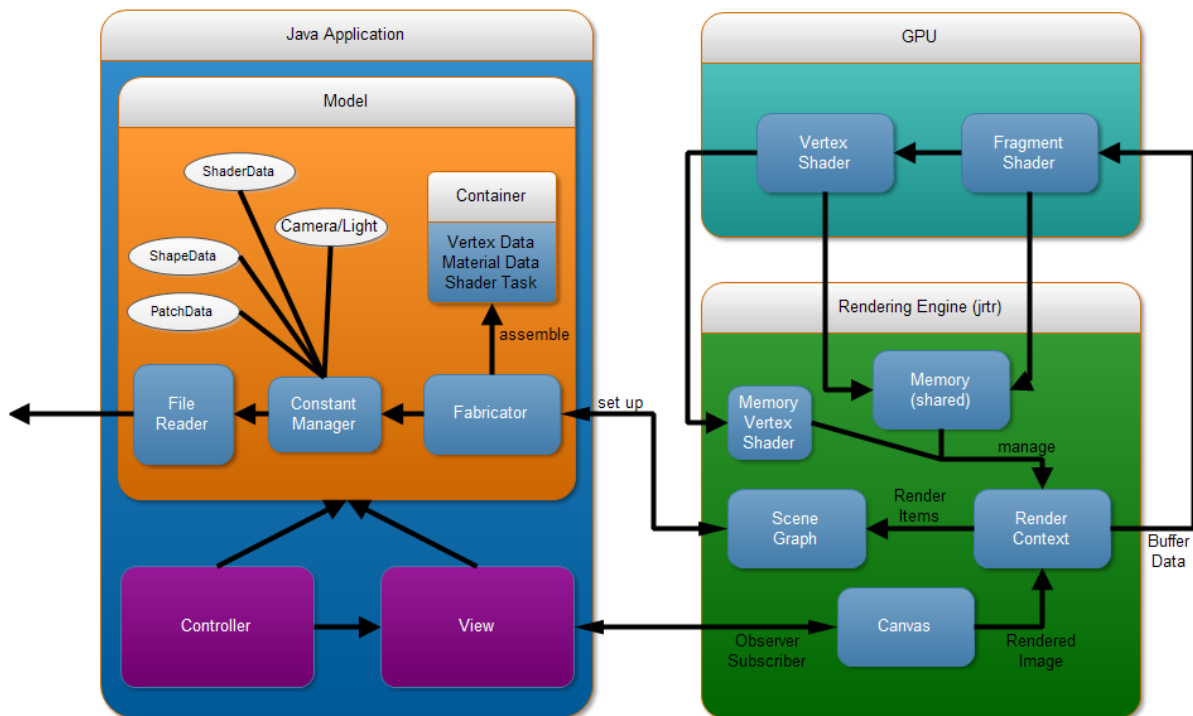 Java Application
Model
ShaderData
Camera/Light
ShapeData
PatchData
Container
Vertex Data
Material Data
Shader Task
assemble
File
Reader
Constant
Manager
Fabricator
set up
Controller
View
GPU
Vertex
Shader
Fragment
Shader
Rendering Engine (jrtr)
Memory
(shared)
Memory
Vertex
Shader
manage
Scene
Graph
Render
Items
Render
Context
Buffer
Data
Observer
Subscriber
Canvas
Rendered
Image